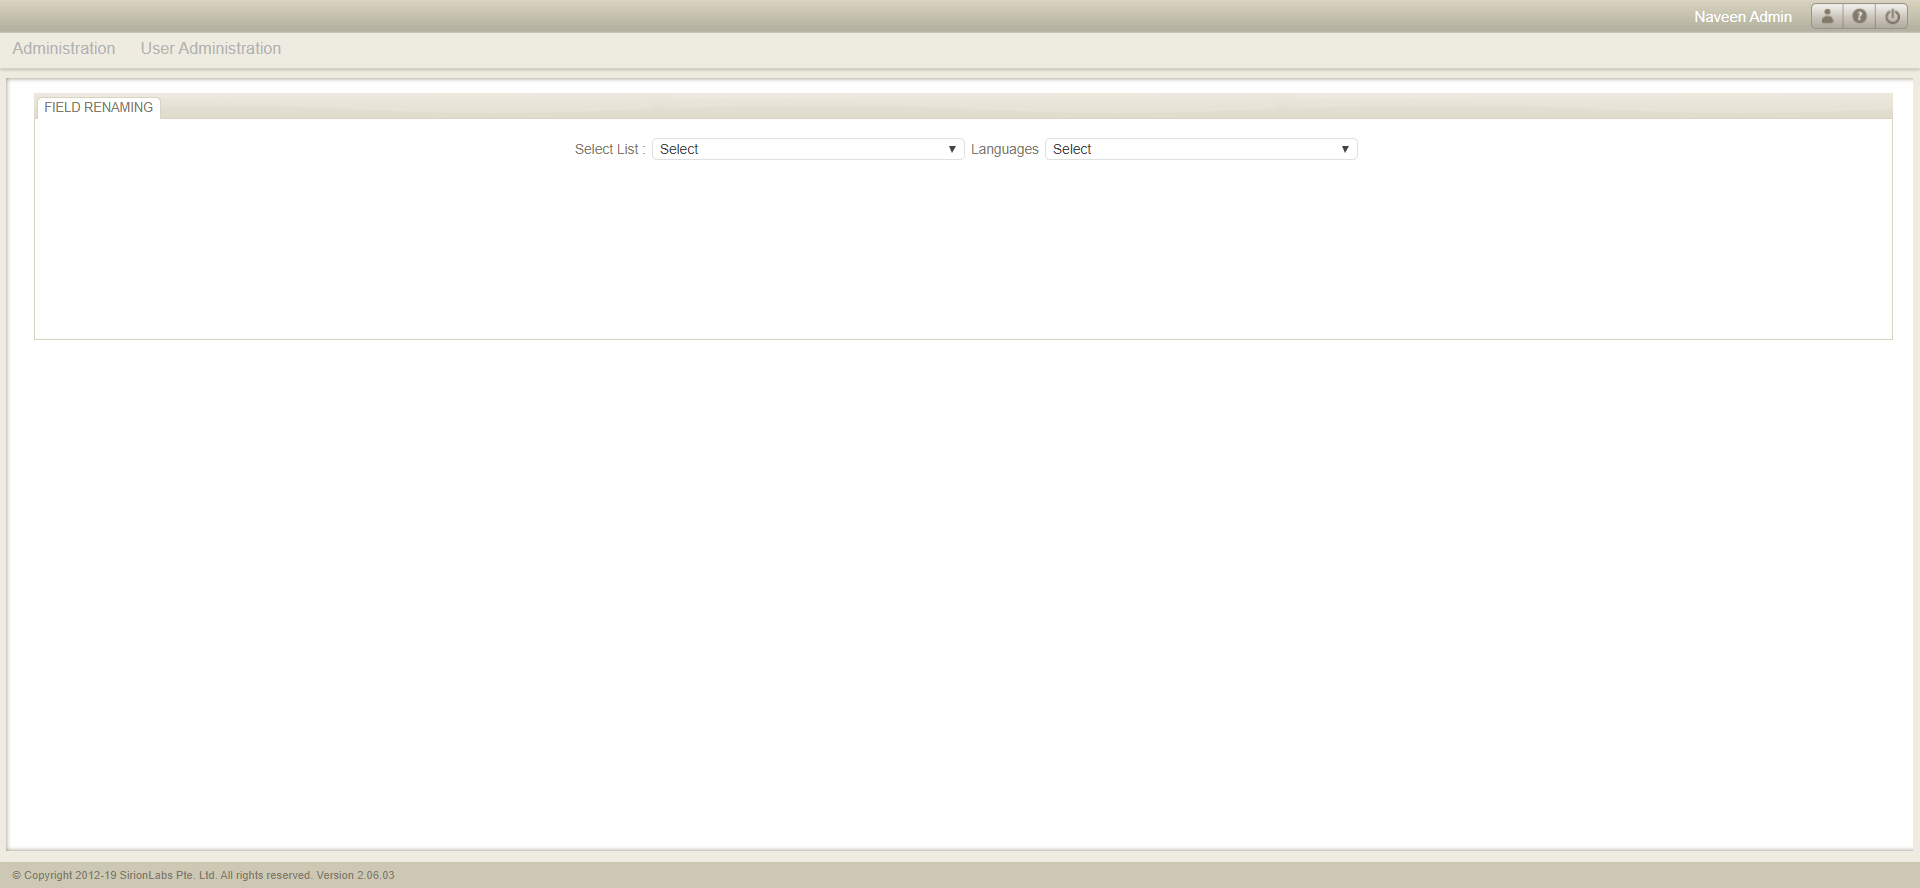 Naveen Admin
Administration User Administration
FIELD RENAMING
Select List : Select Languages Select
© Copyright 2012-19 SirionLabs Pte. Ltd. All rights reserved. Version 2.06.03